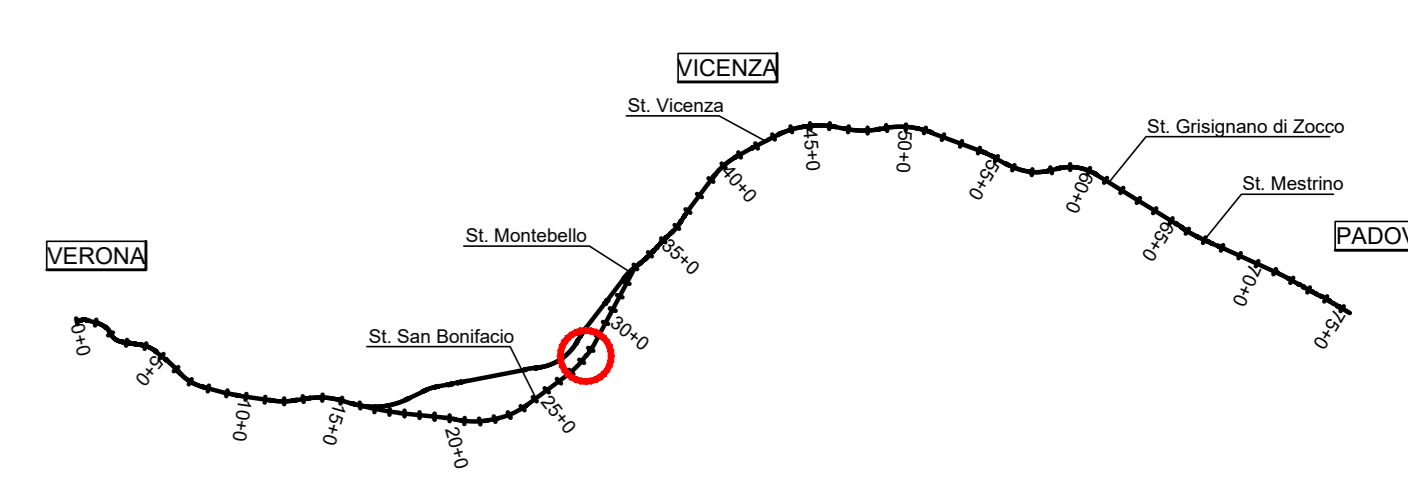 VICENZA
St. Vicenza
St. Grisignano di Zocco
St. Mestrino
PADOV
St. Montebello
VERONA
St. San Bonifacio
0+0
5+0
10+0
15+0
20+0
25+0
30+0
35+0
40+0
45+0
50+0
55+0
60+0
65+0
70+0
75+0